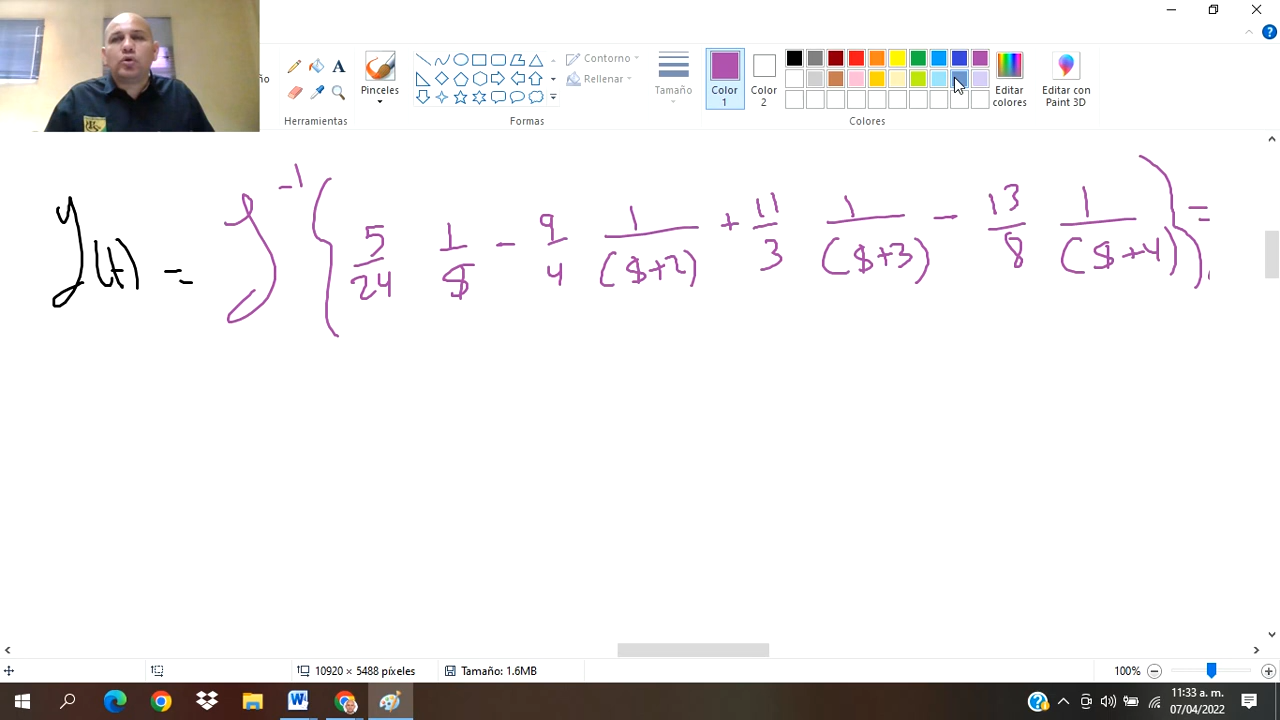 Contorno
Rellenar
Pinceles
Tamaño
Color 1
Color 2
Editar colores
Editar con Paint 3D
Herramientas
Formas
Colores
y(t) = ℒ⁻¹{ 5/24 1/s - 9/4 1/(s+2) + 11/3 1/(s+3) - 13/8 1/(s+4) } =
10920 × 5488 píxeles
Tamaño: 1.6MB
100%
11:33 a. m.
07/04/2022